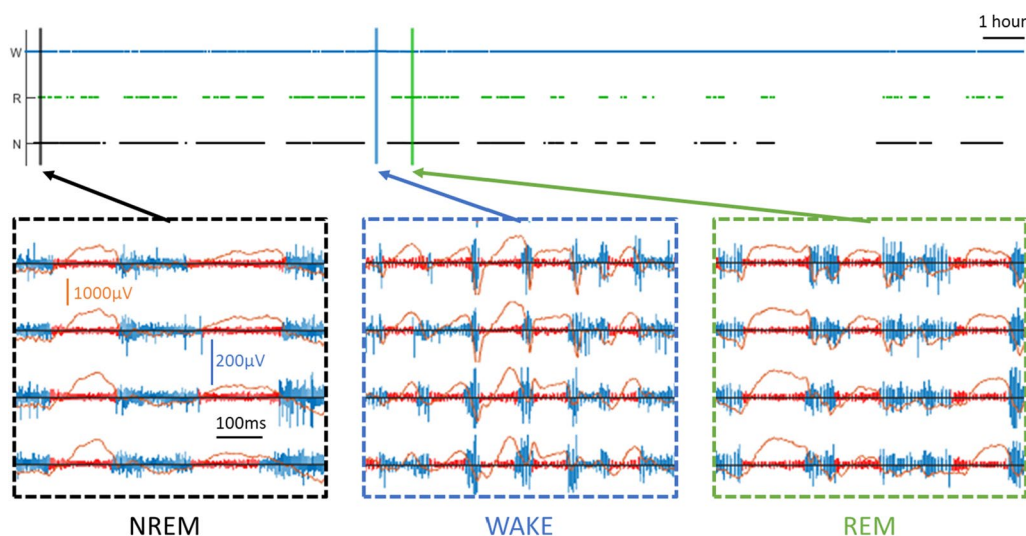 1 hour
W
R
N
1000µV
200µV
100ms
NREM
WAKE
REM